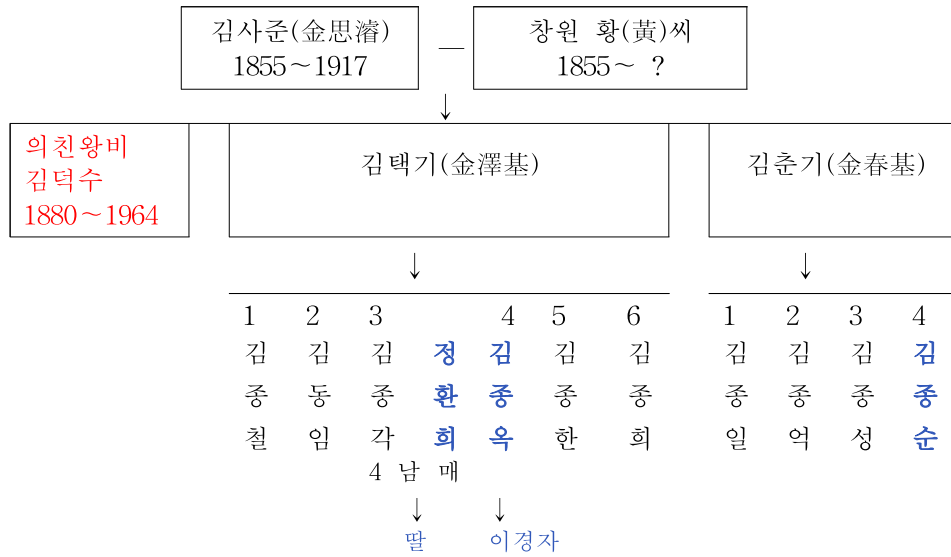 김사준(金思濬)
1855～1917
—
창원 황(黃)씨
1855～ ?
↓
의친왕비
김덕수
1880～1964
김택기(金澤基)
김춘기(金春基)
↓ ↓
1 2 3 4 5 6 1 2 3 4
김 김 김 정 김 김 김 김 김 김 김
종 동 종 환 종 종 종 종 종 종 종
철 임 각 희 옥 한 희 일 억 성 순
4 남 매
↓ ↓
딸 이경자